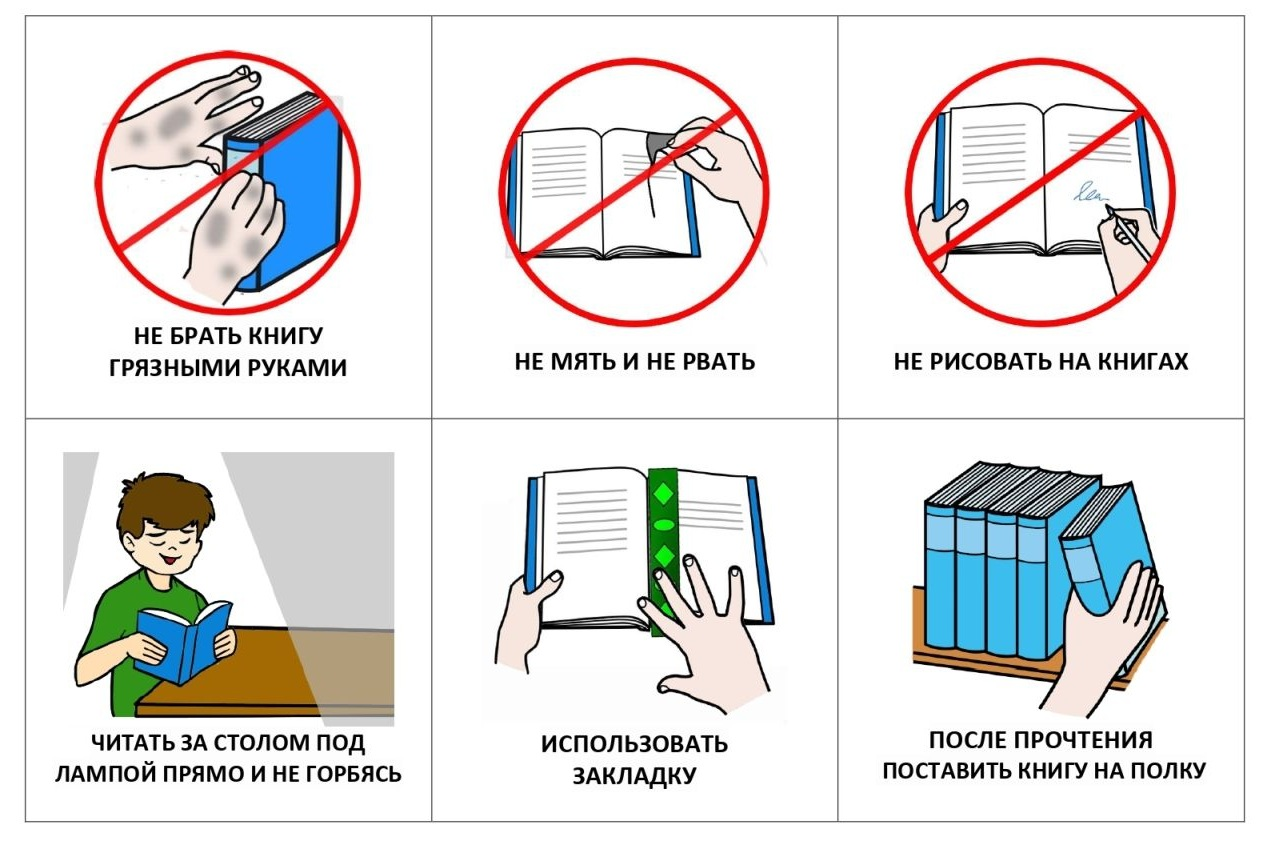 НЕ БРАТЬ КНИГУ
ГРЯЗНЫМИ РУКАМИ
НЕ МЯТЬ И НЕ РВАТЬ
НЕ РИСОВАТЬ НА КНИГАХ
ЧИТАТЬ ЗА СТОЛОМ ПОД
ЛАМПОЙ ПРЯМО И НЕ ГОРБЯСЬ
ИСПОЛЬЗОВАТЬ
ЗАКЛАДКУ
ПОСЛЕ ПРОЧТЕНИЯ
ПОСТАВИТЬ КНИГУ НА ПОЛКУ